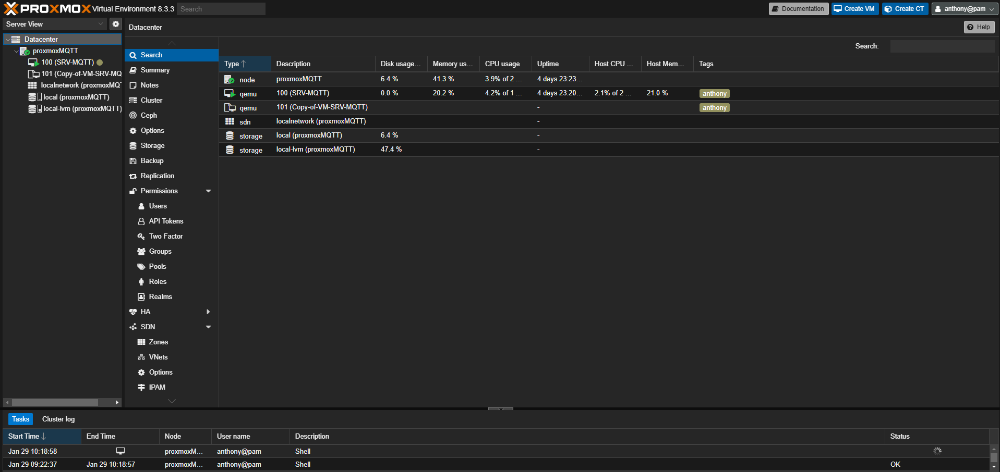 PROXMOX Virtual Environment 8.3.3 Search Documentation Create VM Create CT anthony@pam
Server View
Datacenter
proxmoxMQTT
100 (SRV-MQTT)
101 (Copy-of-VM-SRV-MQ
localnetwork (proxmoxMQT
local (proxmoxMQTT)
local-lvm (proxmoxMQTT)
Datacenter
Help
Search
Summary
Notes
Cluster
Ceph
Options
Storage
Backup
Replication
Permissions
Users
API Tokens
Two Factor
Groups
Pools
Roles
Realms
HA
SDN
Zones
VNets
Options
IPAM
Search:
Type Description Disk usage... Memory us... CPU usage Uptime Host CPU ... Host Mem... Tags
node proxmoxMQTT 6.4 % 41.3 % 3.9% of 2 ... 4 days 23:23...
qemu 100 (SRV-MQTT) 0.0 % 20.2 % 4.2% of 1 ... 4 days 23:20... 2.1% of 2 ... 21.0 % anthony
qemu 101 (Copy-of-VM-SRV-MQTT) - anthony
sdn localnetwork (proxmoxMQTT) -
storage local (proxmoxMQTT) 6.4 % -
storage local-lvm (proxmoxMQTT) 47.4 % -
Tasks Cluster log
Start Time End Time Node User name Description Status
Jan 29 10:18:58 proxmoxM... anthony@pam Shell
Jan 29 09:22:37 Jan 29 10:18:57 proxmoxM... anthony@pam Shell OK